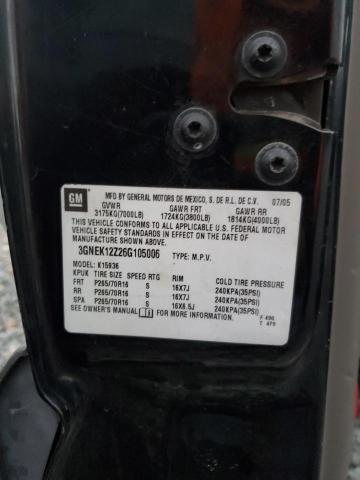 GM
MFD BY GENERAL MOTORS DE MEXICO, S. DE R.L. DE C.V. 07/05
GVWR GAWR FRT GAWR RR
3175KG(7000LB) 1724KG(3800LB) 1814KG(4000LB)
THIS VEHICLE CONFORMS TO ALL APPLICABLE U.S. FEDERAL MOTOR
VEHICLE SAFETY STANDARDS IN EFFECT ON THE DATE OF
MANUFACTURE SHOWN ABOVE.
3GNEK12Z26G105006 TYPE: M.P.V.
MODEL: K15936
KPUK TIRE SIZE SPEED RTG RIM COLD TIRE PRESSURE
FRT P265/70R16 S 16X7J 240KPA(35PSI)
RR P265/70R16 S 16X7J 240KPA(35PSI)
SPA P265/70R16 S 16X6.5J 240KPA(35PSI)
SEE OWNER'S MANUAL FOR MORE INFORMATION.